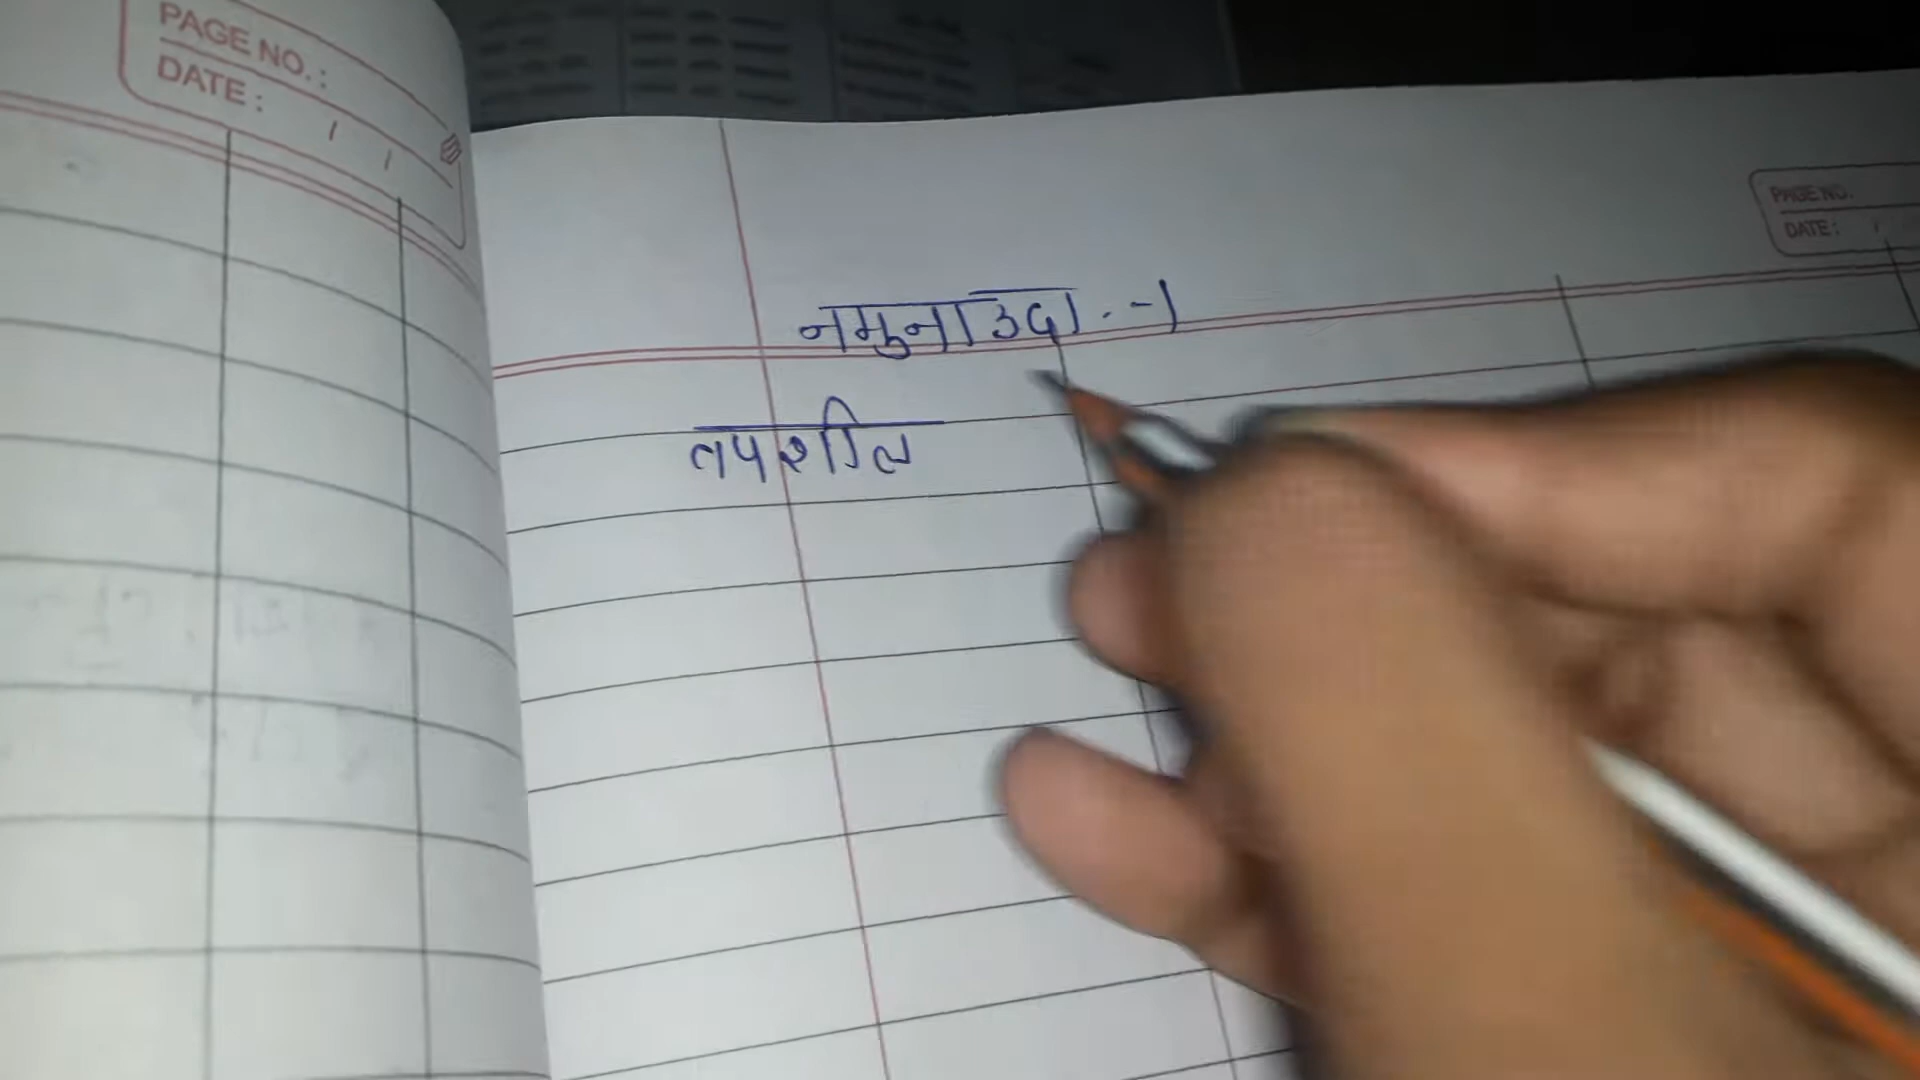 PAGE NO. :
DATE : / /
PAGE NO.
DATE : /
नमुना उदा. -1
तपशील